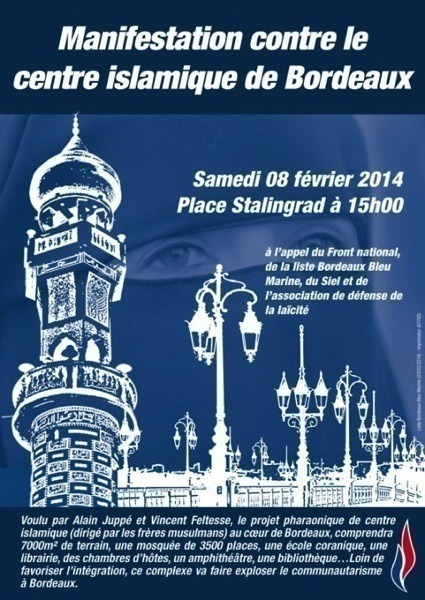 Manifestation contre le
centre islamique de Bordeaux
Samedi 08 février 2014
Place Stalingrad à 15h00
à l'appel du Front national,
de la liste Bordeaux Bleu
Marine, du Siel et de
l'association de défense de
la laïcité
Voulu par Alain Juppé et Vincent Feltesse, le projet pharaonique de centre
islamique (dirigé par les frères musulmans) au cœur de Bordeaux, comprendra
7000m² de terrain, une mosquée de 3500 places, une école coranique, une
librairie, des chambres d'hôtes, un amphithéâtre, une bibliothèque…Loin de
favoriser l'intégration, ce complexe va faire exploser le communautarisme
à Bordeaux.